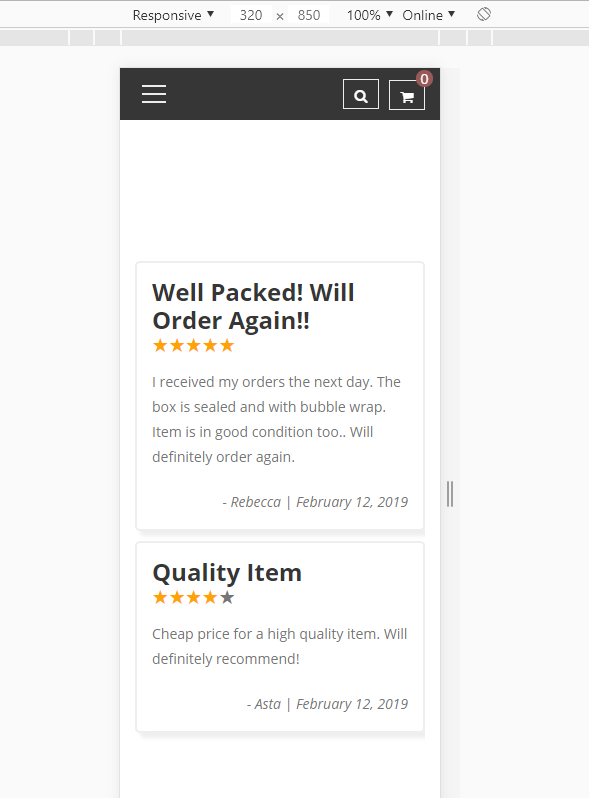 Responsive ▼ 320 × 850 100% ▼ Online ▼
0
Well Packed! Will
Order Again!!
★★★★★
I received my orders the next day. The
box is sealed and with bubble wrap.
Item is in good condition too.. Will
definitely order again.
- Rebecca | February 12, 2019
Quality Item
★★★★★
Cheap price for a high quality item. Will
definitely recommend!
- Asta | February 12, 2019